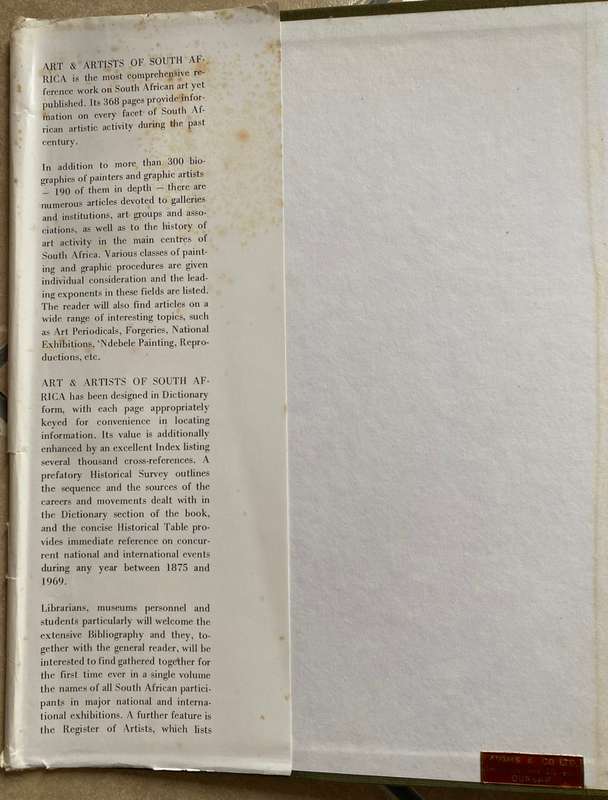 ART & ARTISTS OF SOUTH AF-
RICA is the most comprehensive re-
ference work on South African art yet
published. Its 368 pages provide infor-
mation on every facet of South Af-
rican artistic activity during the past
century.
In addition to more than 300 bio-
graphies of painters and graphic artists
— 190 of them in depth — there are
numerous articles devoted to galleries
and institutions, art groups and asso-
ciations, as well as to the history of
art activity in the main centres of
South Africa. Various classes of paint-
ing and graphic procedures are given
individual consideration and the lead-
ing exponents in these fields are listed.
The reader will also find articles on a
wide range of interesting topics, such
as Art Periodicals, Forgeries, National
Exhibitions, 'Ndebele Painting, Repro-
ductions, etc.
ART & ARTISTS OF SOUTH AF-
RICA has been designed in Dictionary
form, with each page appropriately
keyed for convenience in locating
information. Its value is additionally
enhanced by an excellent Index listing
several thousand cross-references. A
prefatory Historical Survey outlines
the sequence and the sources of the
careers and movements dealt with in
the Dictionary section of the book,
and the concise Historical Table pro-
vides immediate reference on concur-
rent national and international events
during any year between 1875 and
1969.
Librarians, museums personnel and
students particularly will welcome the
extensive Bibliography and they, to-
gether with the general reader, will be
interested to find gathered together for
the first time ever in a single volume
the names of all South African partici-
pants in major national and interna-
tional exhibitions. A further feature is
the Register of Artists, which lists
& CO LTD.
DURBAN